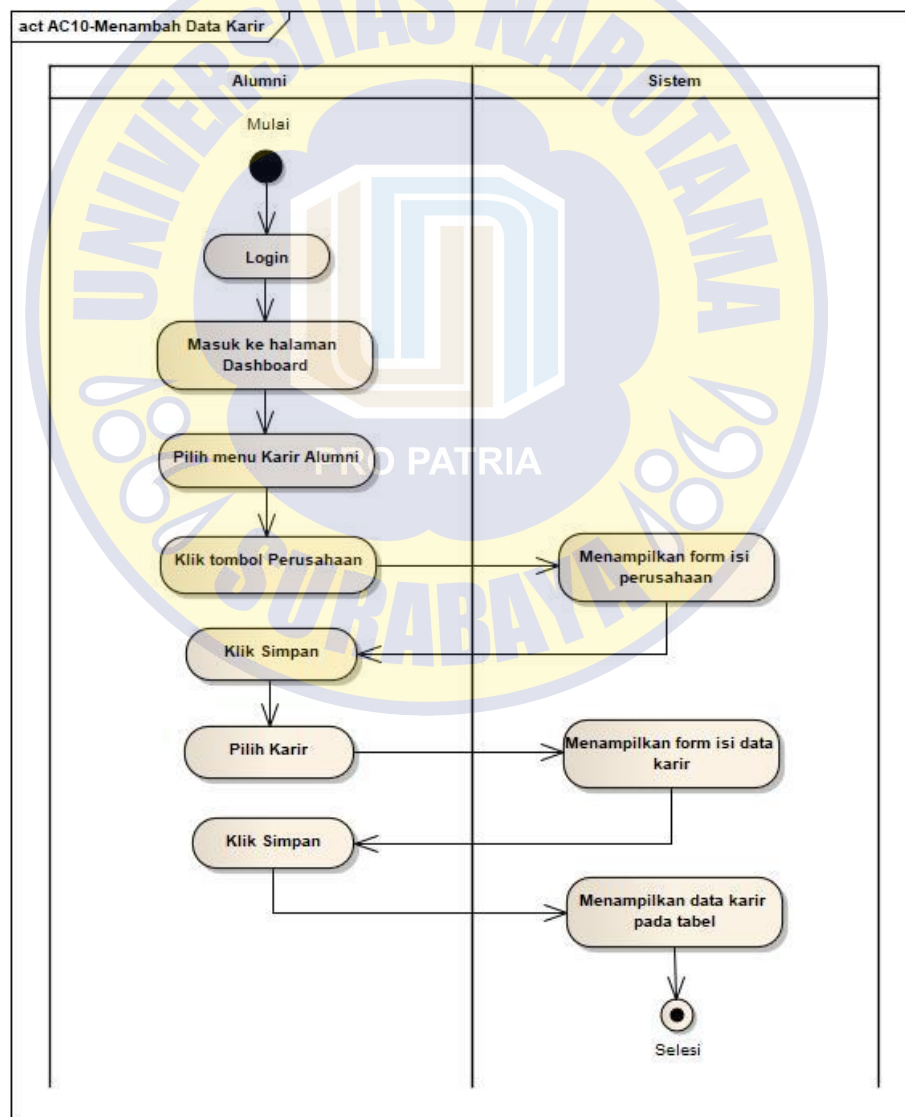 act AC10-Menambah Data Karir
Alumni
Sistem
Mulai
Login
Masuk ke halaman
Dashboard
Pilih menu Karir Alumni
Klik tombol Perusahaan
Menampilkan form isi
perusahaan
Klik Simpan
Pilih Karir
Menampilkan form isi data
karir
Klik Simpan
Menampilkan data karir
pada tabel
Selesi
UNIVERSITAS NAROTAMA
PRO PATRIA
SURABAYA